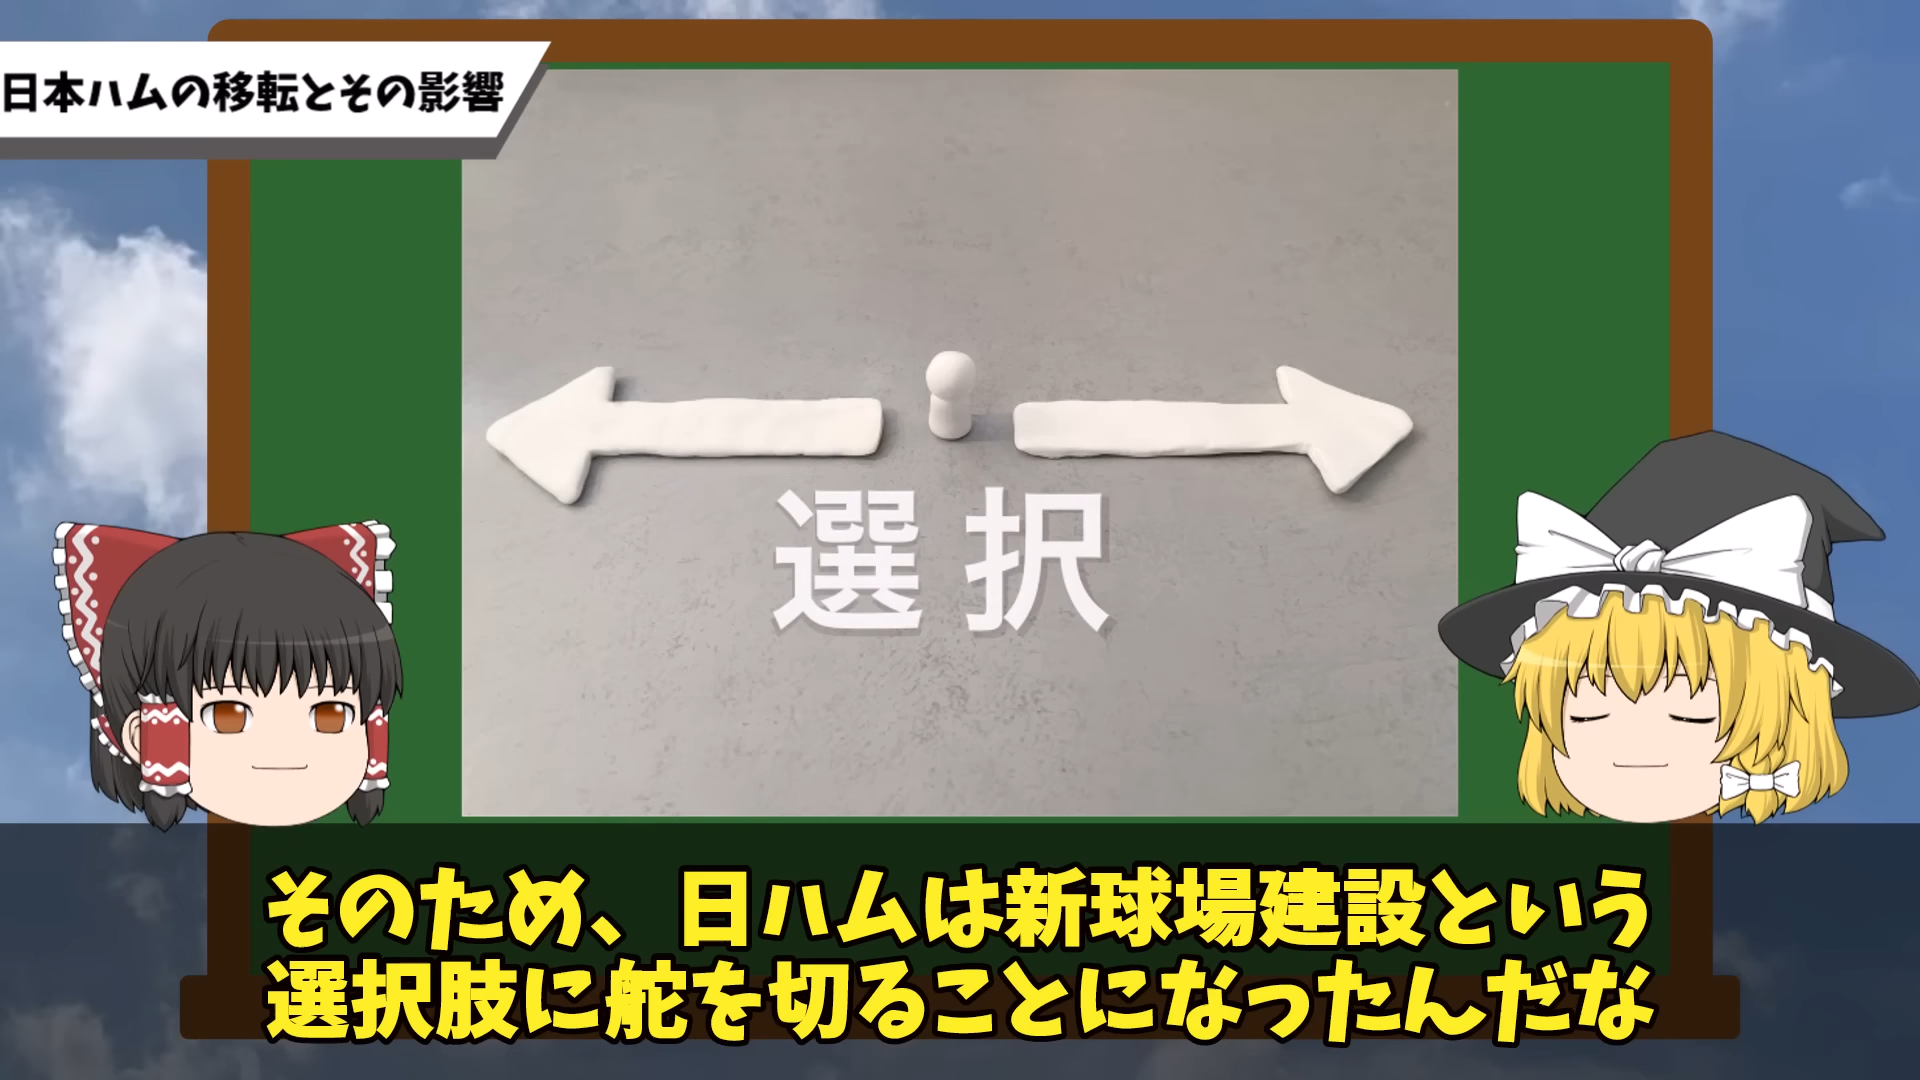 日本ハムの移転とその影響
選択
そのため、日ハムは新球場建設という
選択肢に舵を切ることになったんだな